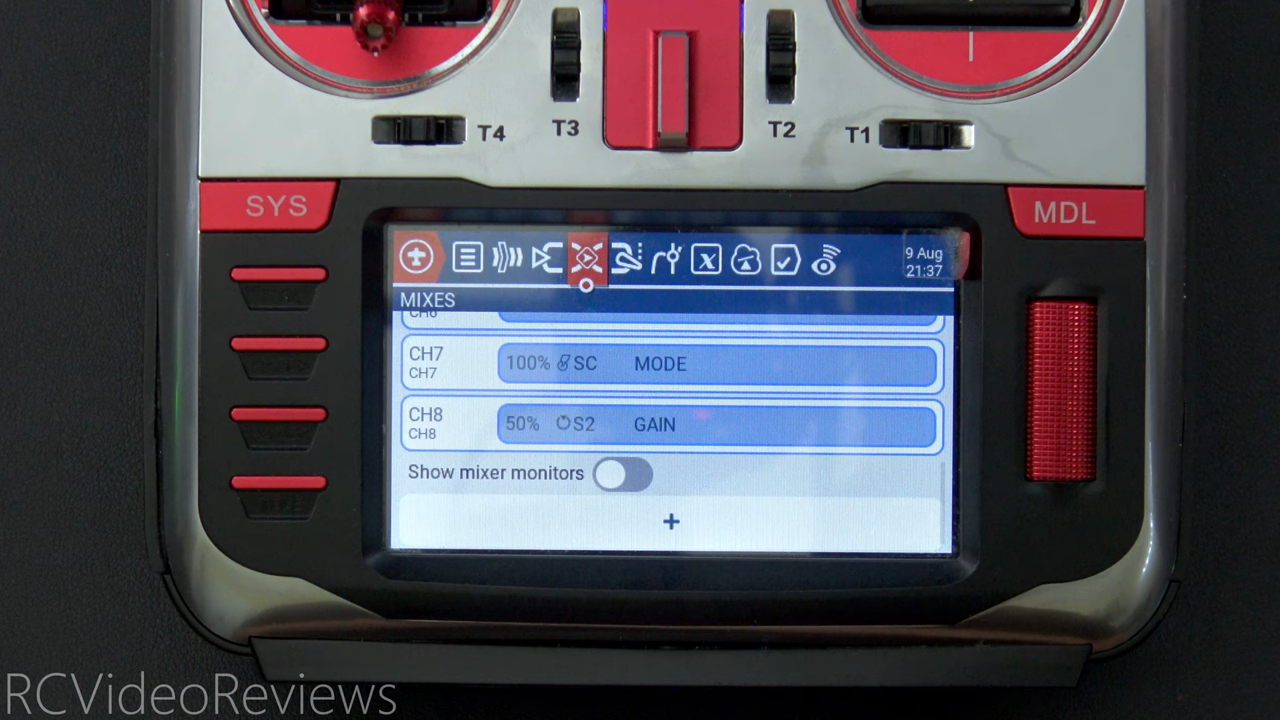 T4
T3
T2
T1
SYS
MDL
9 Aug
21:37
MIXES
CH6
CH7
CH7
100% SC MODE
CH8
CH8
50% S2 GAIN
Show mixer monitors
+
RCVideoReviews